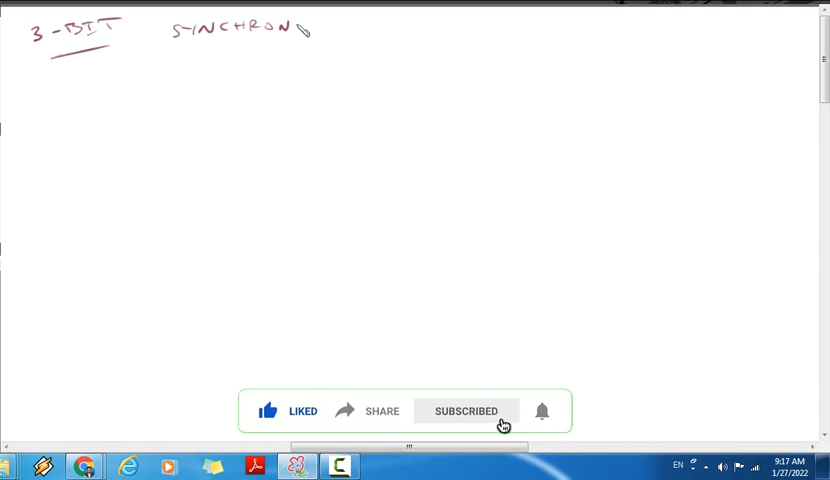 3-BIT SYNCHRON
LIKED SHARE SUBSCRIBED
EN 9:17 AM
1/27/2022